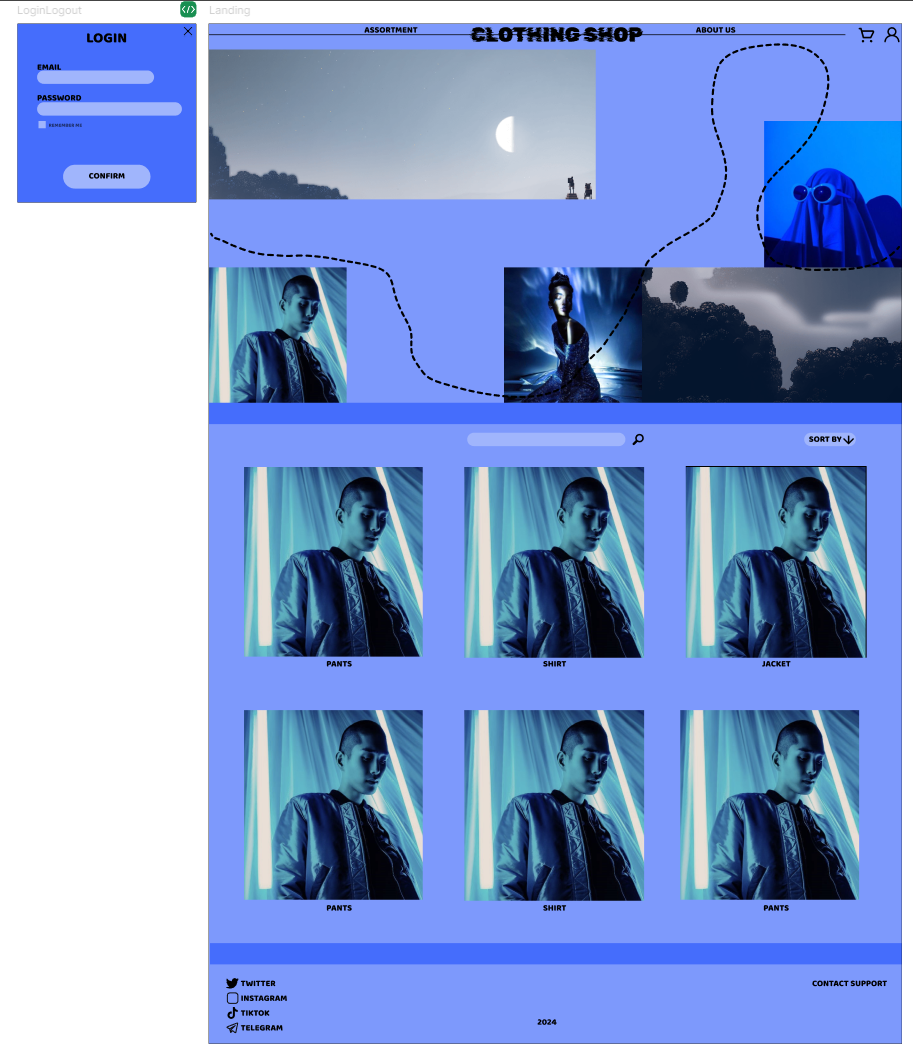 LoginLogout
Landing
LOGIN
EMAIL
PASSWORD
REMEMBER ME
CONFIRM
ASSORTMENT
CLOTHING SHOP
ABOUT US
SORT BY
PANTS
SHIRT
JACKET
PANTS
SHIRT
PANTS
TWITTER
INSTAGRAM
TIKTOK
TELEGRAM
CONTACT SUPPORT
2024